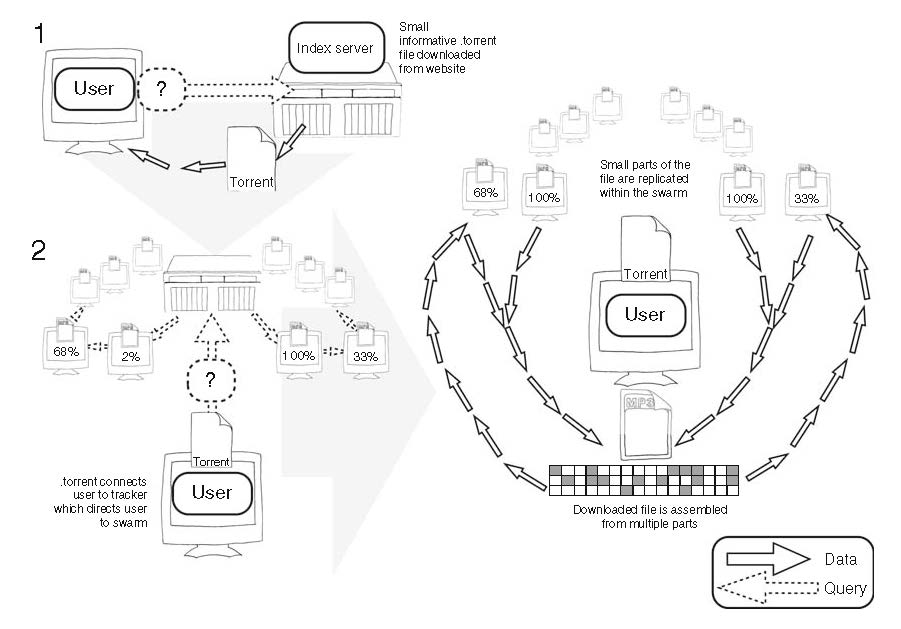 1
Index server
Small
informative .torrent
file downloaded
from website
User
?
Torrent
2
68%
2%
100%
33%
?
Torrent
User
.torrent connects
user to tracker
which directs user
to swarm
68%
100%
Small parts of the
file are replicated
within the swarm
100%
33%
Torrent
User
MP3
Downloaded file is assembled
from multiple parts
Data
Query